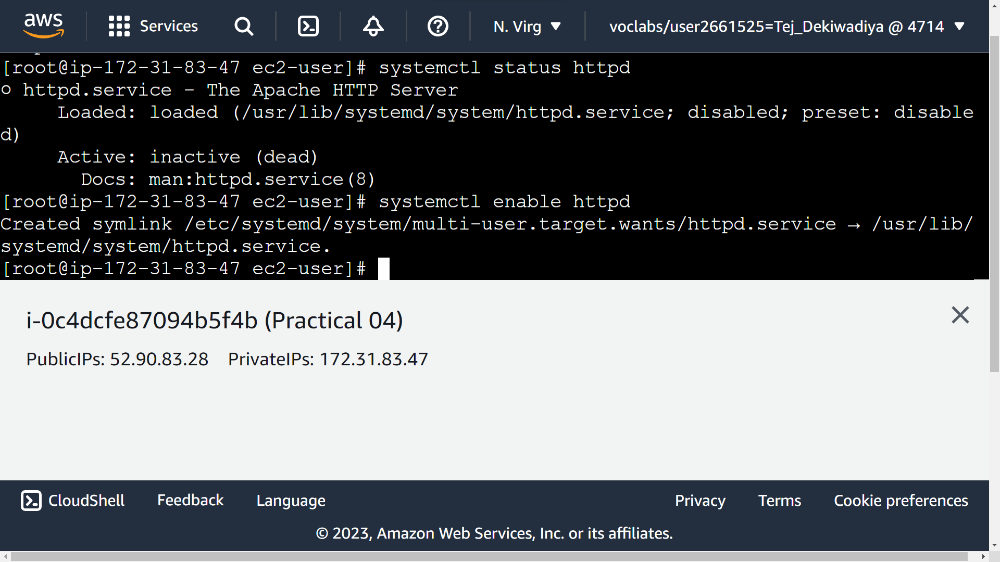 aws
Services
N. Virg
voclabs/user2661525=Tej_Dekiwadiya @ 4714
[root@ip-172-31-83-47 ec2-user]# systemctl status httpd
○ httpd.service - The Apache HTTP Server
Loaded: loaded (/usr/lib/systemd/system/httpd.service; disabled; preset: disable
d)
Active: inactive (dead)
Docs: man:httpd.service(8)
[root@ip-172-31-83-47 ec2-user]# systemctl enable httpd
Created symlink /etc/systemd/system/multi-user.target.wants/httpd.service → /usr/lib/
systemd/system/httpd.service.
[root@ip-172-31-83-47 ec2-user]#
i-0c4dcfe87094b5f4b (Practical 04)
PublicIPs: 52.90.83.28 PrivateIPs: 172.31.83.47
CloudShell Feedback Language Privacy Terms Cookie preferences
© 2023, Amazon Web Services, Inc. or its affiliates.